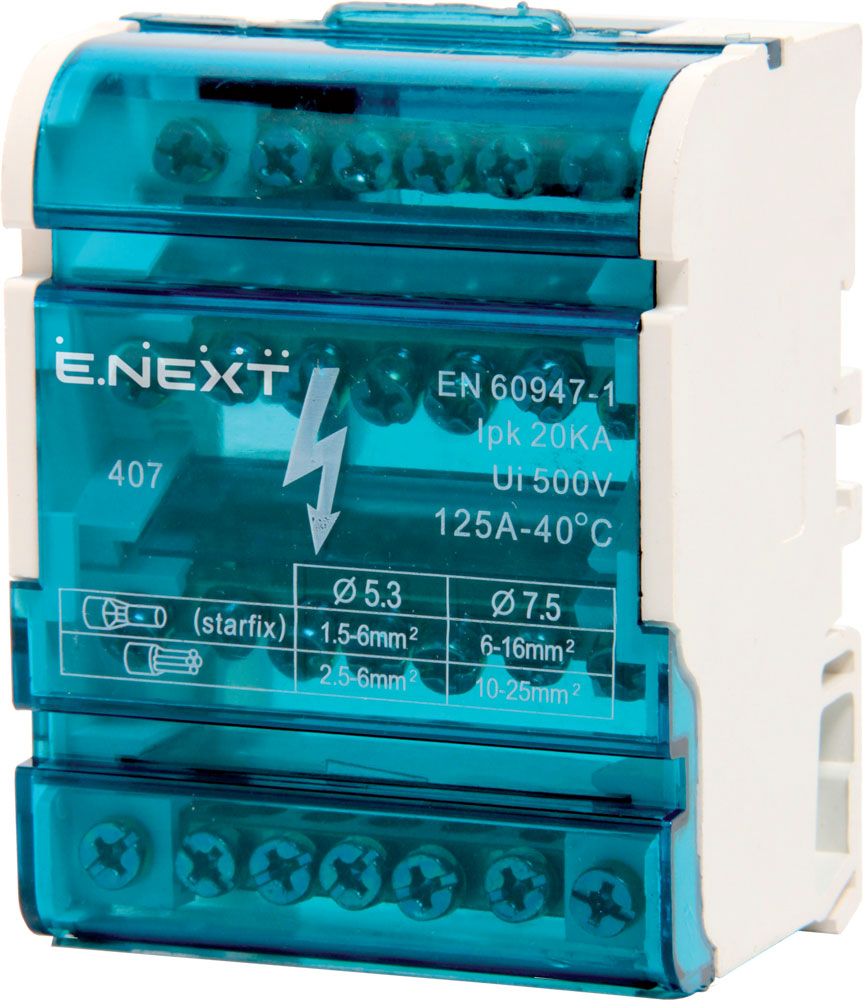 E.NEXT
EN 60947-1
Ipk 20KA
407
Ui 500V
125A-40°C
Ø 5.3 Ø 7.5
(starfix) 1.5-6mm² 6-16mm²
2.5-6mm² 10-25mm²